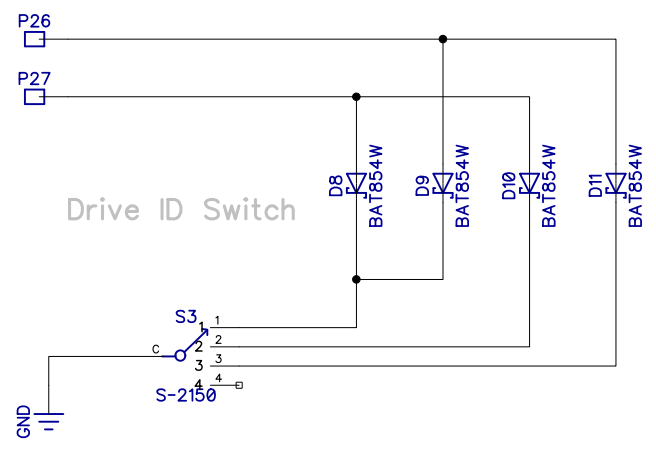 P26
P27
D8
BAT854W
D9
BAT854W
D10
BAT854W
D11
BAT854W
Drive ID Switch
S3
1 1
2 2
3 3
4 4
C
S-2150
GND